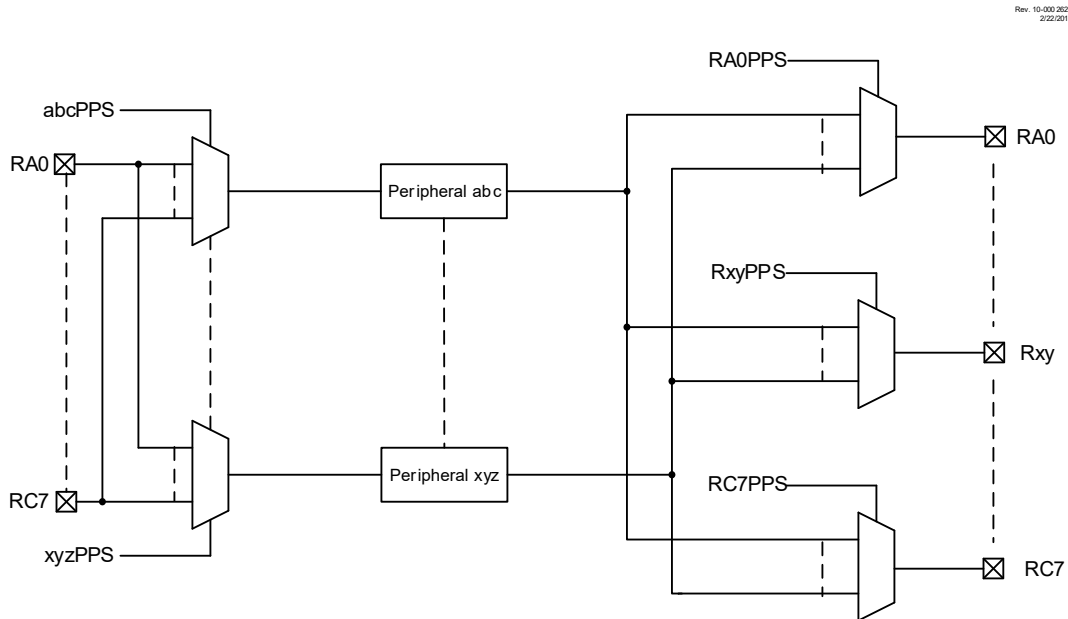 Rev. 10-000 262
2/22/201
RA0PPS
abcPPS
RA0
RA0
Peripheral abc
RxyPPS
Rxy
Peripheral xyz
RC7PPS
RC7
xyzPPS
RC7